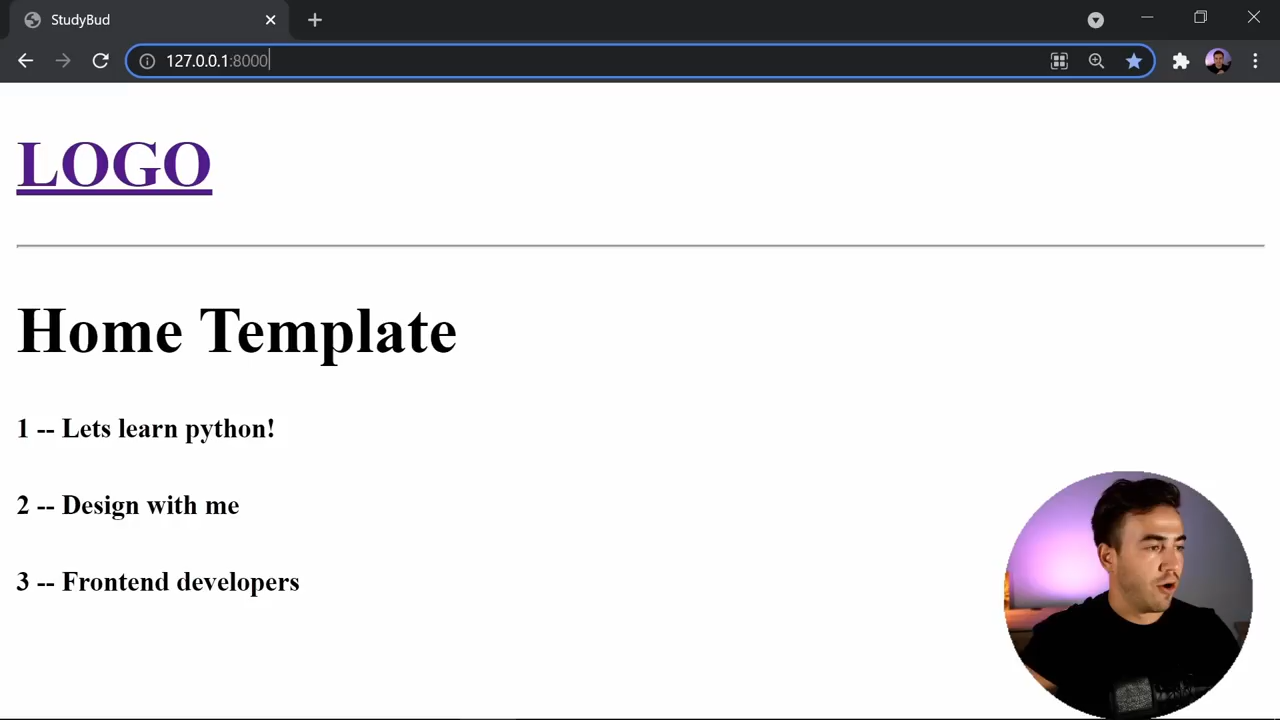 StudyBud
127.0.0.1:8000
LOGO
Home Template
1 -- Lets learn python!
2 -- Design with me
3 -- Frontend developers